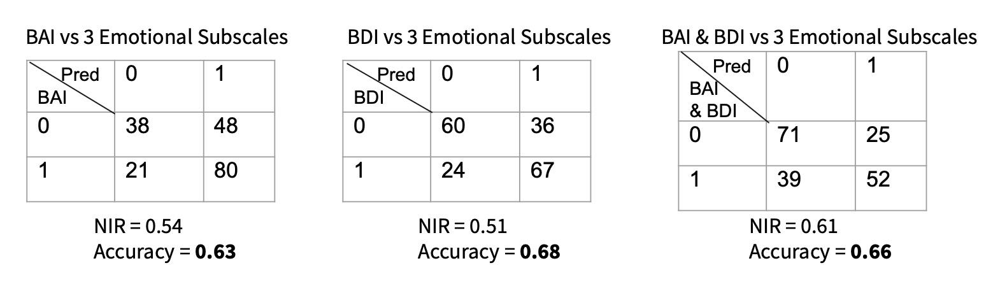 BAI vs 3 Emotional Subscales
Pred 0 1
BAI
0 38 48
1 21 80
NIR = 0.54
Accuracy = 0.63
BDI vs 3 Emotional Subscales
Pred 0 1
BDI
0 60 36
1 24 67
NIR = 0.51
Accuracy = 0.68
BAI & BDI vs 3 Emotional Subscales
Pred 0 1
BAI
& BDI
0 71 25
1 39 52
NIR = 0.61
Accuracy = 0.66